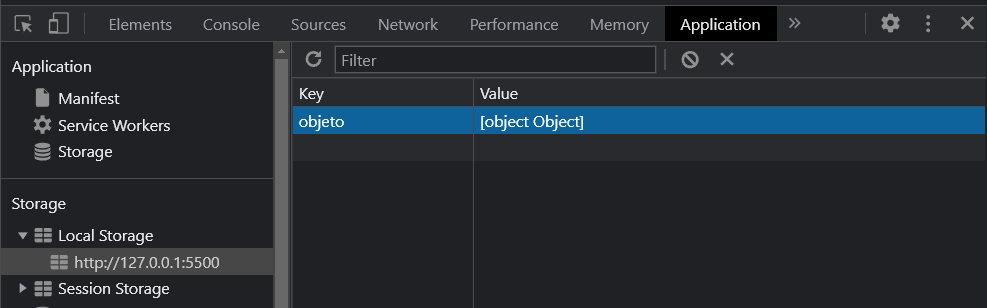 Elements Console Sources Network Performance Memory Application »
Application
Manifest
Service Workers
Storage
Storage
Local Storage
http://127.0.0.1:5500
Session Storage
Filter
Key Value
objeto [object Object]